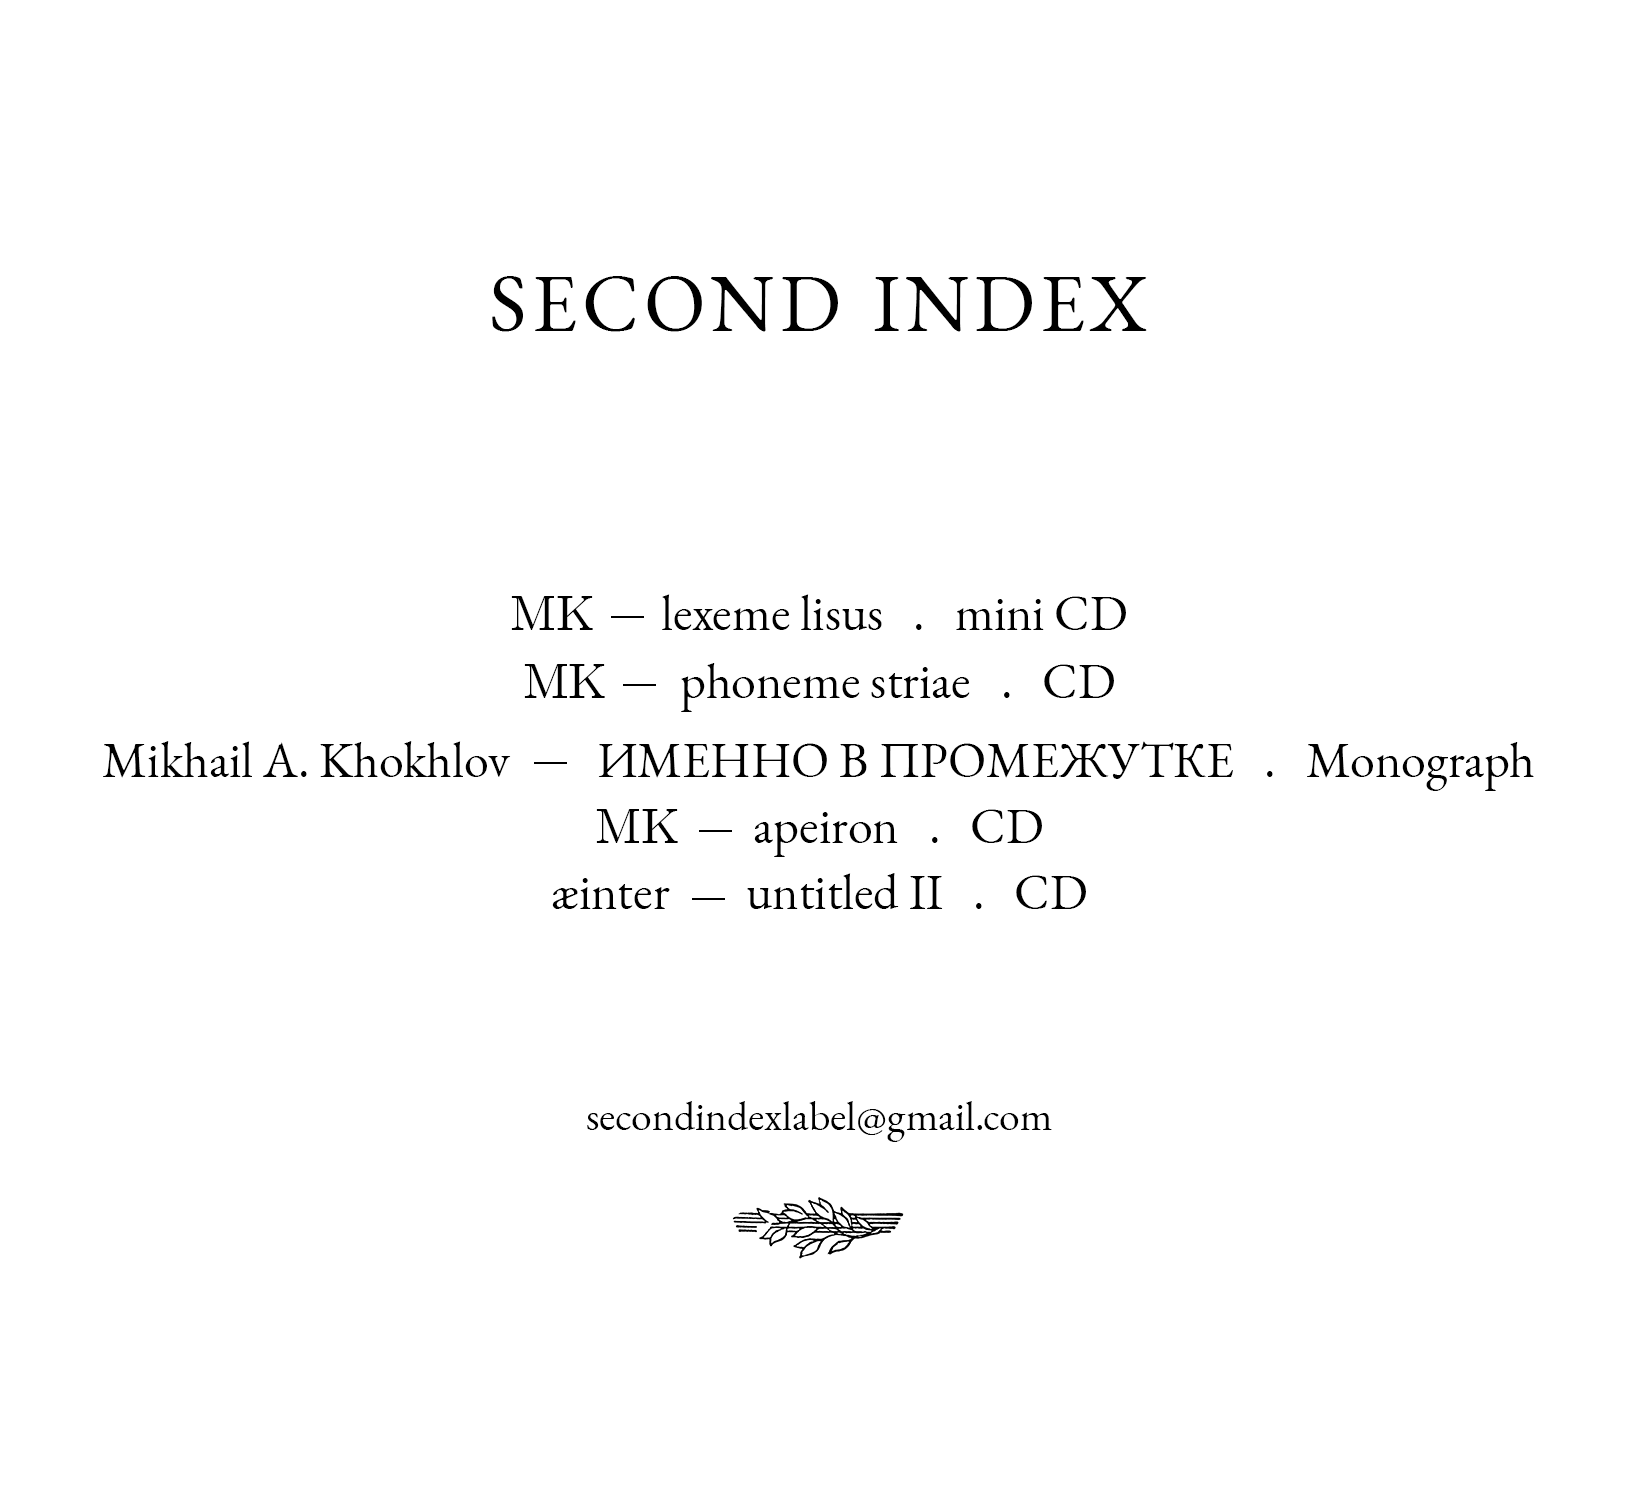 SECOND INDEX
MK — lexeme lisus . mini CD
MK — phoneme striae . CD
Mikhail A. Khokhlov — ИМЕННО В ПРОМЕЖУТКЕ . Monograph
MK — apeiron . CD
æinter — untitled II . CD
secondindexlabel@gmail.com